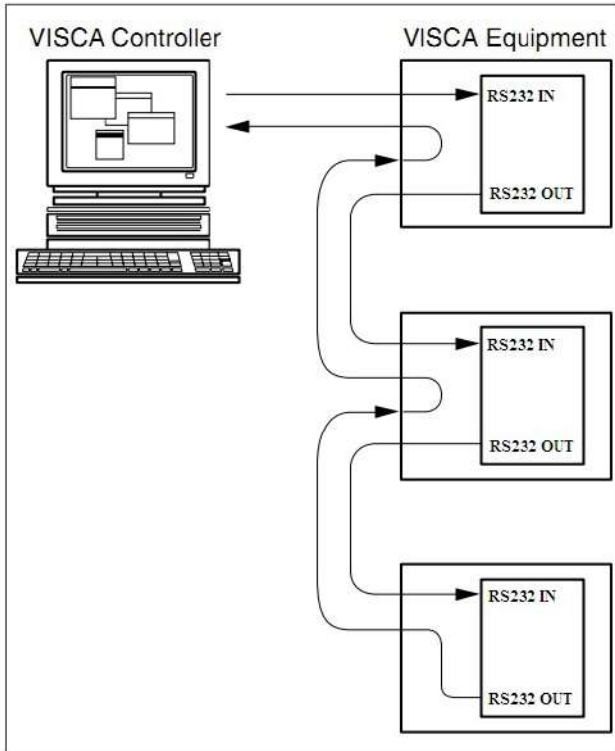 VISCA Controller
VISCA Equipment
RS232 IN
RS232 OUT
RS232 IN
RS232 OUT
RS232 IN
RS232 OUT